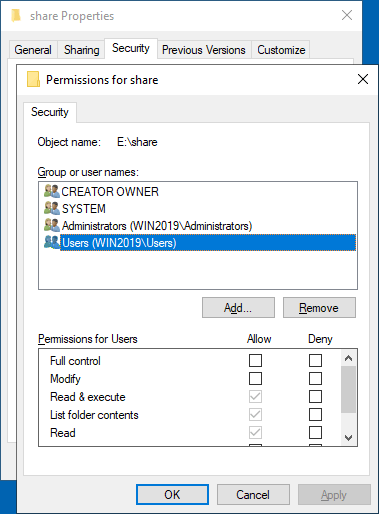 share Properties
General Sharing Security Previous Versions Customize
Permissions for share
Security
Object name: E:\share
Group or user names:
CREATOR OWNER
SYSTEM
Administrators (WIN2019\Administrators)
Users (WIN2019\Users)
Add... Remove
Permissions for Users Allow Deny
Full control
Modify
Read & execute
List folder contents
Read
OK Cancel Apply